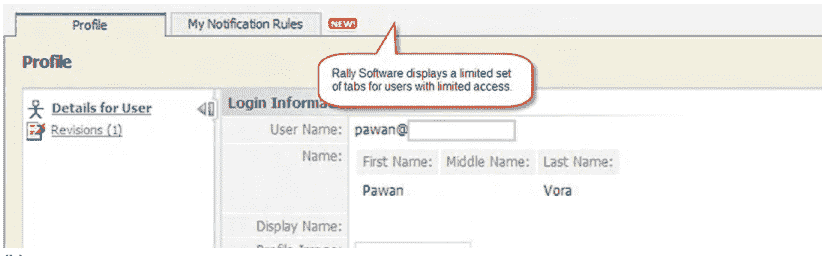 Profile
My Notification Rules
NEW!
Profile
Rally Software displays a limited set
of tabs for users with limited access.
Details for User
Revisions (1)
Login
User Name: pawan@
Name: First Name: Middle Name: Last Name:
Pawan Vora
Display Name: